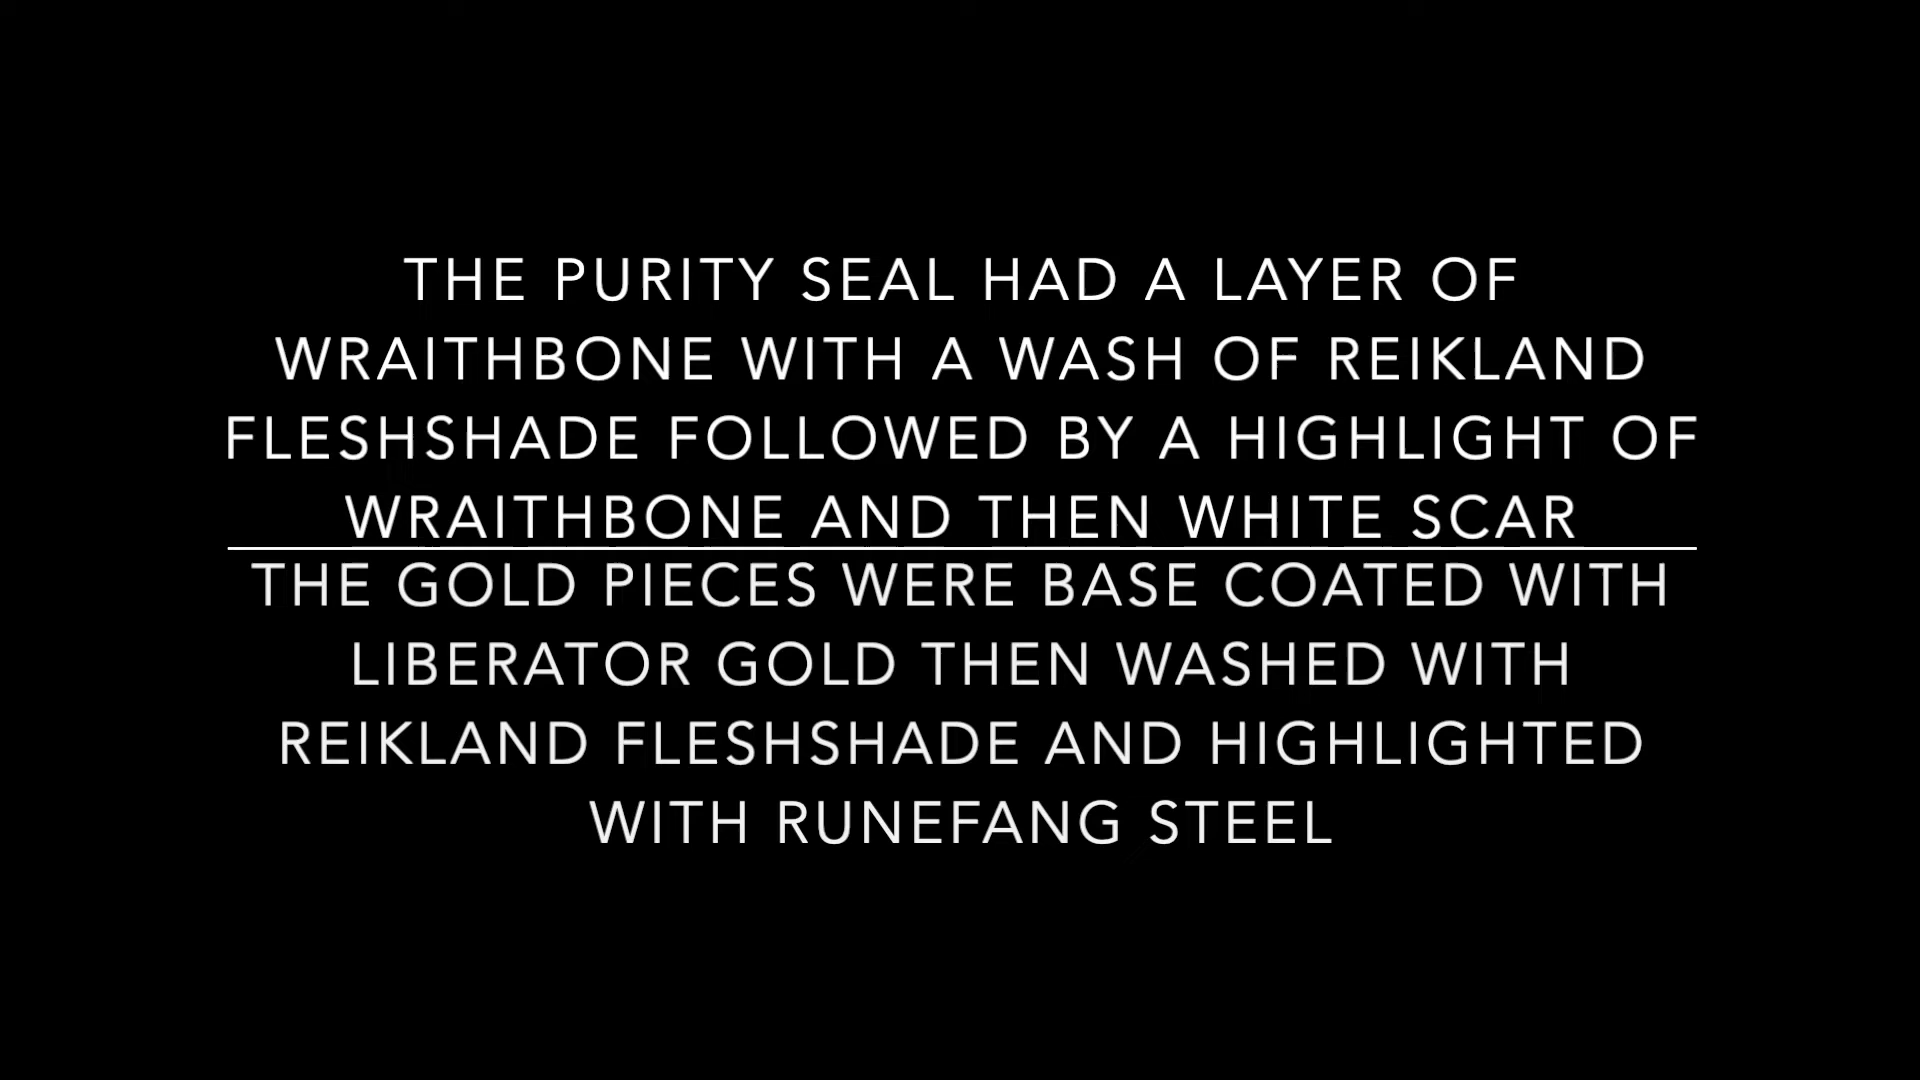 THE PURITY SEAL HAD A LAYER OF
WRAITHBONE WITH A WASH OF REIKLAND
FLESHSHADE FOLLOWED BY A HIGHLIGHT OF
WRAITHBONE AND THEN WHITE SCAR
THE GOLD PIECES WERE BASE COATED WITH
LIBERATOR GOLD THEN WASHED WITH
REIKLAND FLESHSHADE AND HIGHLIGHTED
WITH RUNEFANG STEEL